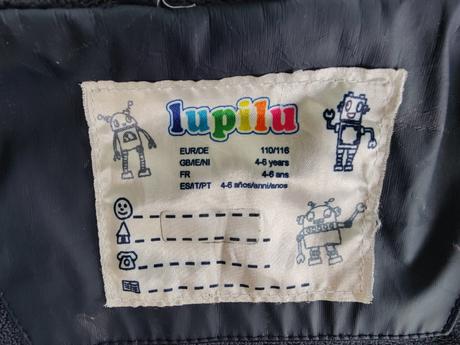 lupilu
EUR/DE 110/116
GB/IE/NI 4-6 years
FR 4-6 ans
ES/IT/PT 4-6 años/anni/anos